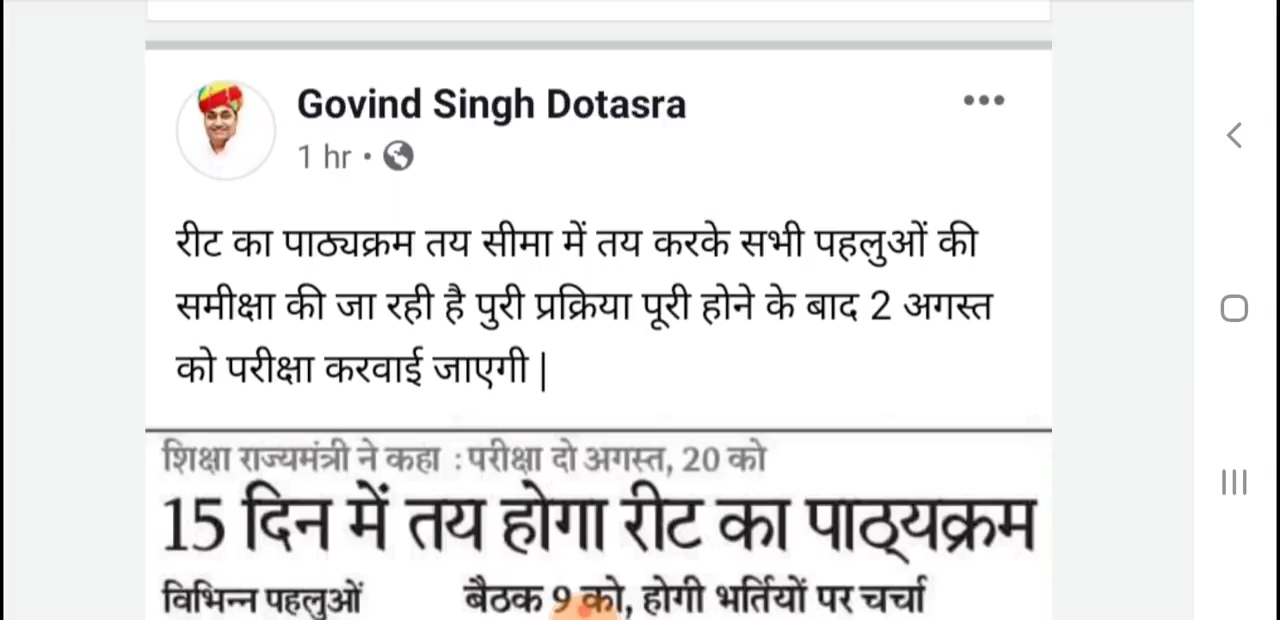 Govind Singh Dotasra
1 hr •
रीट का पाठ्यक्रम तय सीमा में तय करके सभी पहलुओं की
समीक्षा की जा रही है पुरी प्रक्रिया पूरी होने के बाद 2 अगस्त
को परीक्षा करवाई जाएगी |
शिक्षा राज्यमंत्री ने कहा : परीक्षा दो अगस्त, 20 को
15 दिन में तय होगा रीट का पाठ्यक्रम
विभिन्न पहलुओं
बैठक 9 को, होगी भर्तियों पर चर्चा